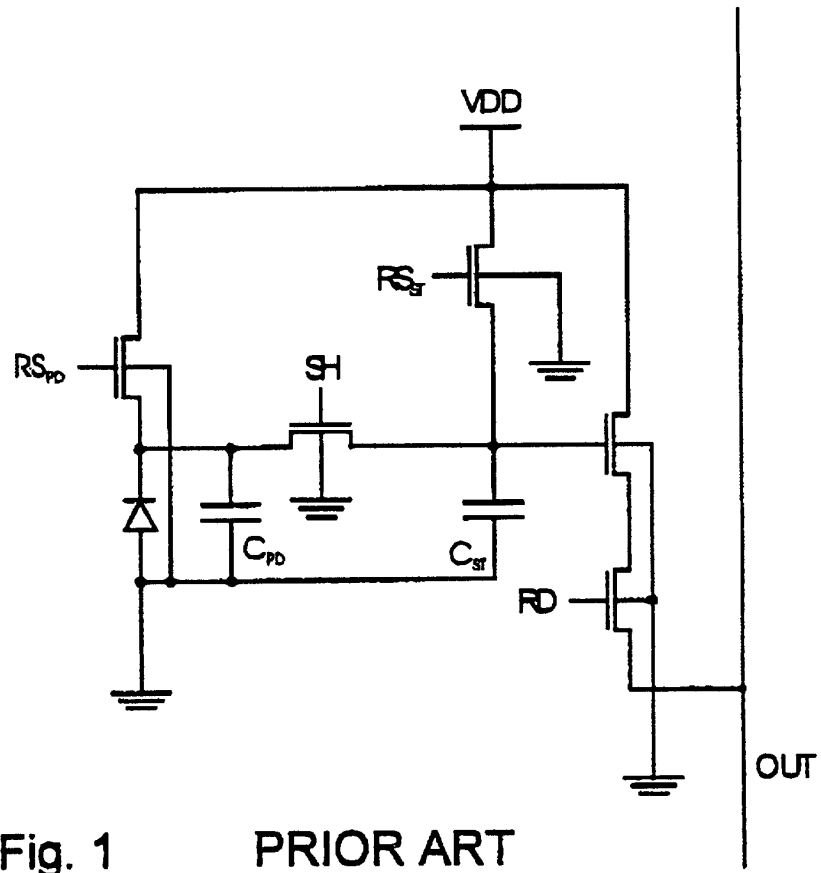 VDD
RS_ST
RS_PD
SH
C_PD
C_ST
RD
OUT
Fig. 1 PRIOR ART